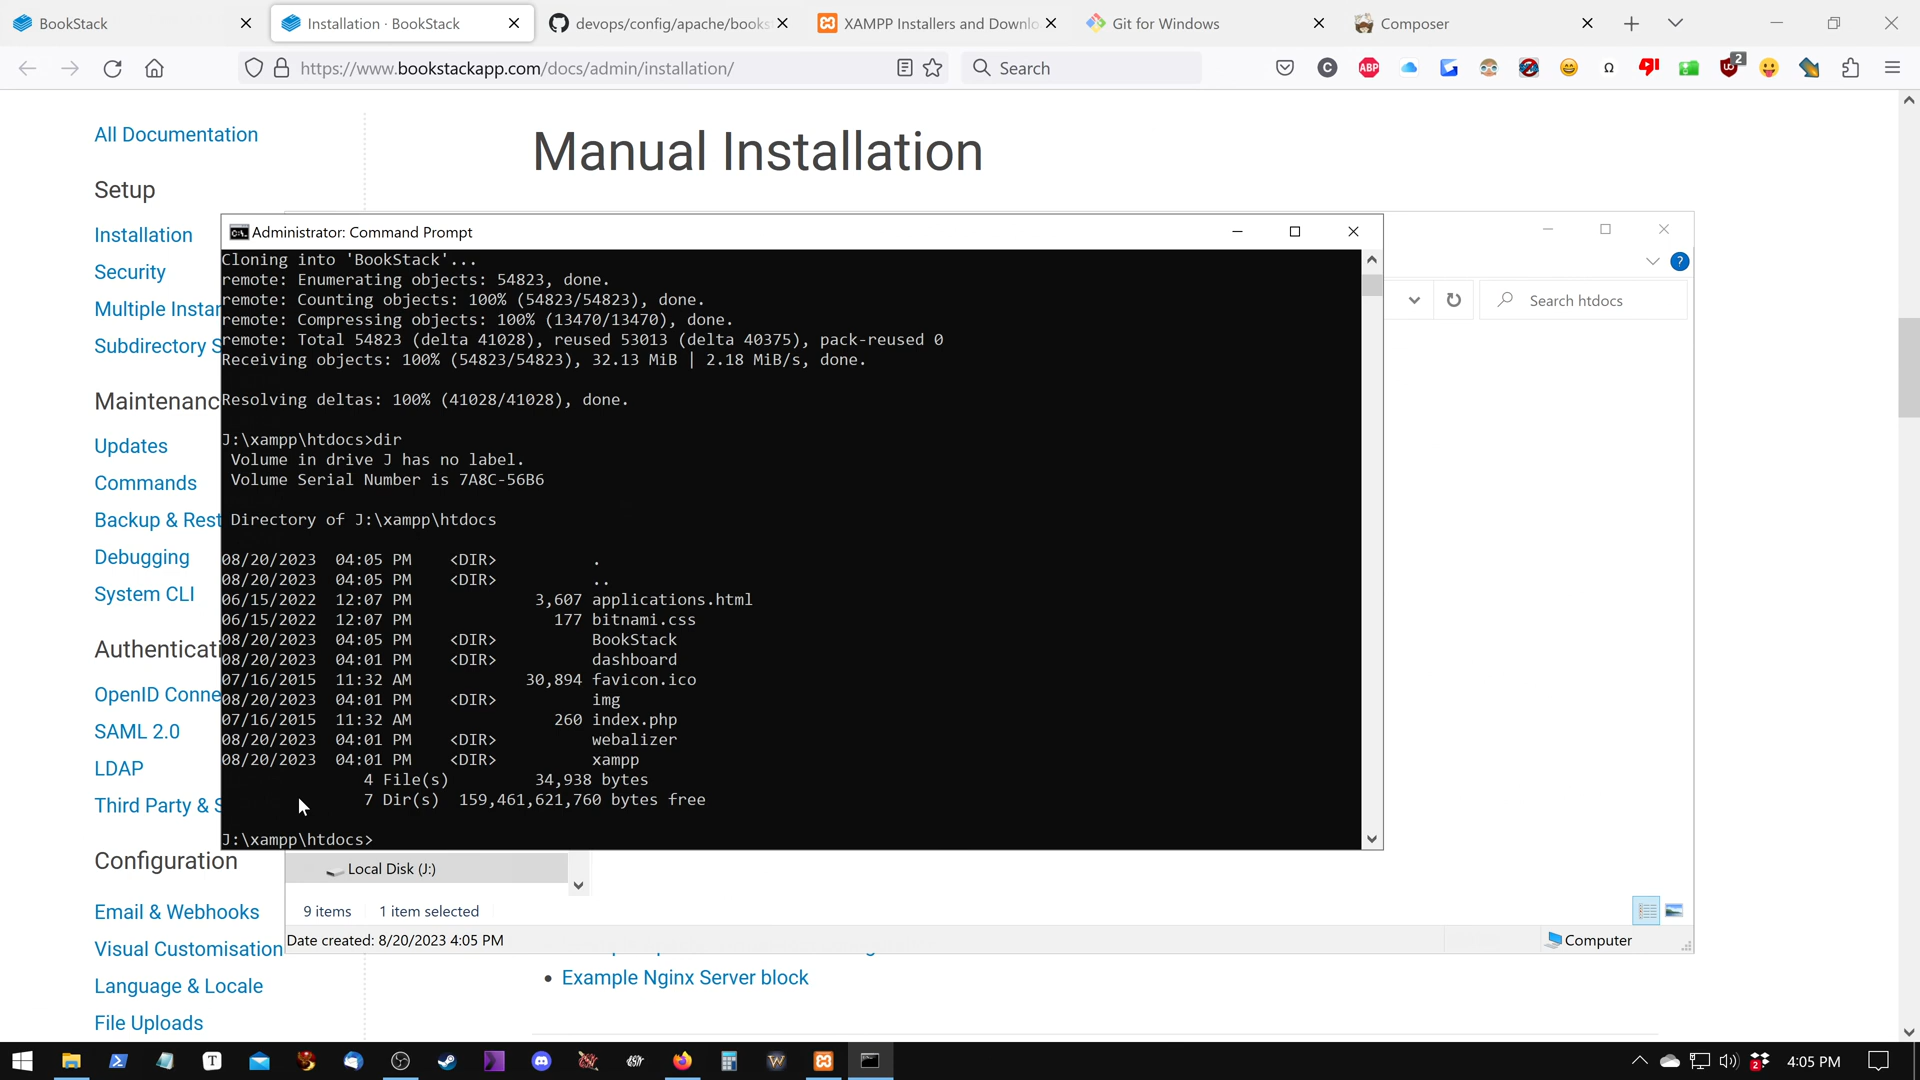 BookStack
Installation · BookStack
devops/config/apache/books
XAMPP Installers and Downlo
Git for Windows
Composer
https://www.bookstackapp.com/docs/admin/installation/
Search
2
All Documentation
Manual Installation
Setup
Installation
Security
Multiple Instan
Subdirectory S
Maintenanc
Updates
Commands
Backup & Rest
Debugging
System CLI
Authenticati
OpenID Conne
SAML 2.0
LDAP
Third Party & S
Configuration
Email & Webhooks
Visual Customisation
Language & Locale
File Uploads
Administrator: Command Prompt
Cloning into 'BookStack'...
remote: Enumerating objects: 54823, done.
remote: Counting objects: 100% (54823/54823), done.
remote: Compressing objects: 100% (13470/13470), done.
remote: Total 54823 (delta 41028), reused 53013 (delta 40375), pack-reused 0
Receiving objects: 100% (54823/54823), 32.13 MiB | 2.18 MiB/s, done.
Resolving deltas: 100% (41028/41028), done.
J:\xampp\htdocs>dir
Volume in drive J has no label.
Volume Serial Number is 7A8C-56B6
Directory of J:\xampp\htdocs
08/20/2023 04:05 PM <DIR> .
08/20/2023 04:05 PM <DIR> ..
06/15/2022 12:07 PM 3,607 applications.html
06/15/2022 12:07 PM 177 bitnami.css
08/20/2023 04:05 PM <DIR> BookStack
08/20/2023 04:01 PM <DIR> dashboard
07/16/2015 11:32 AM 30,894 favicon.ico
08/20/2023 04:01 PM <DIR> img
07/16/2015 11:32 AM 260 index.php
08/20/2023 04:01 PM <DIR> webalizer
08/20/2023 04:01 PM <DIR> xampp
4 File(s) 34,938 bytes
7 Dir(s) 159,461,621,760 bytes free
J:\xampp\htdocs>
Search htdocs
Local Disk (J:)
9 items 1 item selected
Date created: 8/20/2023 4:05 PM
Computer
Example Nginx Server block
4:05 PM